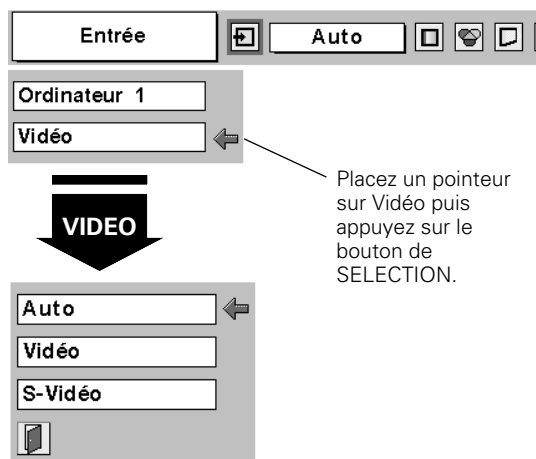 Entrée
Auto
Ordinateur 1
Vidéo
Placez un pointeur
sur Vidéo puis
appuyez sur le
bouton de
SELECTION.
VIDEO
Auto
Vidéo
S-Vidéo